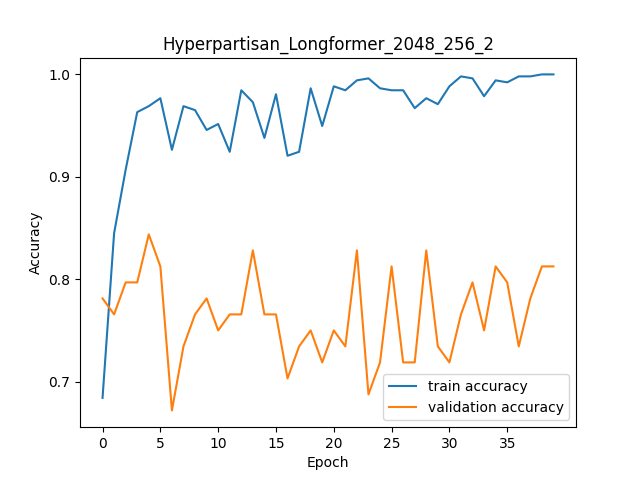 Hyperpartisan_Longformer_2048_256_2
1.0
0.9
0.8
0.7
Accuracy
0 5 10 15 20 25 30 35
Epoch
train accuracy
validation accuracy